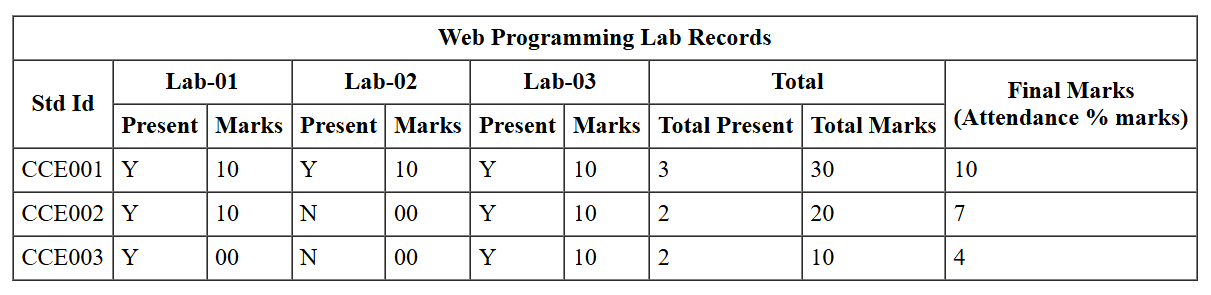 Web Programming Lab Records
Std Id Lab-01 Lab-02 Lab-03 Total Final Marks
(Attendance % marks)
Present Marks Present Marks Present Marks Total Present Total Marks
CCE001 Y 10 Y 10 Y 10 3 30 10
CCE002 Y 10 N 00 Y 10 2 20 7
CCE003 Y 00 N 00 Y 10 2 10 4